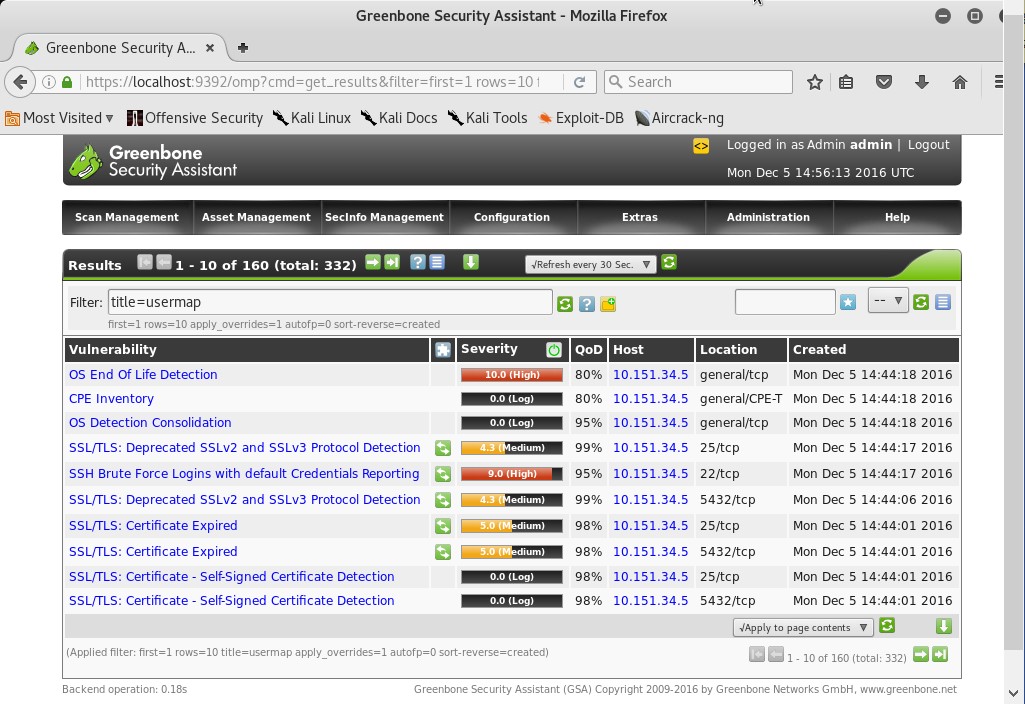 Greenbone Security Assistant - Mozilla Firefox
Greenbone Security A...
https://localhost:9392/omp?cmd=get_results&filter=first=1 rows=10
Search
Most Visited Offensive Security Kali Linux Kali Docs Kali Tools Exploit-DB Aircrack-ng
Greenbone
Security Assistant
Logged in as Admin admin | Logout
Mon Dec 5 14:56:13 2016 UTC
Scan Management Asset Management SecInfo Management Configuration Extras Administration Help
Results 1 - 10 of 160 (total: 332) √Refresh every 30 Sec.
Filter: title=usermap --
first=1 rows=10 apply_overrides=1 autofp=0 sort-reverse=created
Vulnerability Severity QoD Host Location Created
OS End Of Life Detection 10.0 (High) 80% 10.151.34.5 general/tcp Mon Dec 5 14:44:18 2016
CPE Inventory 0.0 (Log) 80% 10.151.34.5 general/CPE-T Mon Dec 5 14:44:18 2016
OS Detection Consolidation 0.0 (Log) 95% 10.151.34.5 general/tcp Mon Dec 5 14:44:18 2016
SSL/TLS: Deprecated SSLv2 and SSLv3 Protocol Detection 4.3 (Medium) 99% 10.151.34.5 25/tcp Mon Dec 5 14:44:17 2016
SSH Brute Force Logins with default Credentials Reporting 9.0 (High) 95% 10.151.34.5 22/tcp Mon Dec 5 14:44:17 2016
SSL/TLS: Deprecated SSLv2 and SSLv3 Protocol Detection 4.3 (Medium) 99% 10.151.34.5 5432/tcp Mon Dec 5 14:44:06 2016
SSL/TLS: Certificate Expired 5.0 (Medium) 98% 10.151.34.5 25/tcp Mon Dec 5 14:44:01 2016
SSL/TLS: Certificate Expired 5.0 (Medium) 98% 10.151.34.5 5432/tcp Mon Dec 5 14:44:01 2016
SSL/TLS: Certificate - Self-Signed Certificate Detection 0.0 (Log) 98% 10.151.34.5 25/tcp Mon Dec 5 14:44:01 2016
SSL/TLS: Certificate - Self-Signed Certificate Detection 0.0 (Log) 98% 10.151.34.5 5432/tcp Mon Dec 5 14:44:01 2016
√Apply to page contents
(Applied filter: first=1 rows=10 title=usermap apply_overrides=1 autofp=0 sort-reverse=created) 1 - 10 of 160 (total: 332)
Backend operation: 0.18s Greenbone Security Assistant (GSA) Copyright 2009-2016 by Greenbone Networks GmbH, www.greenbone.net